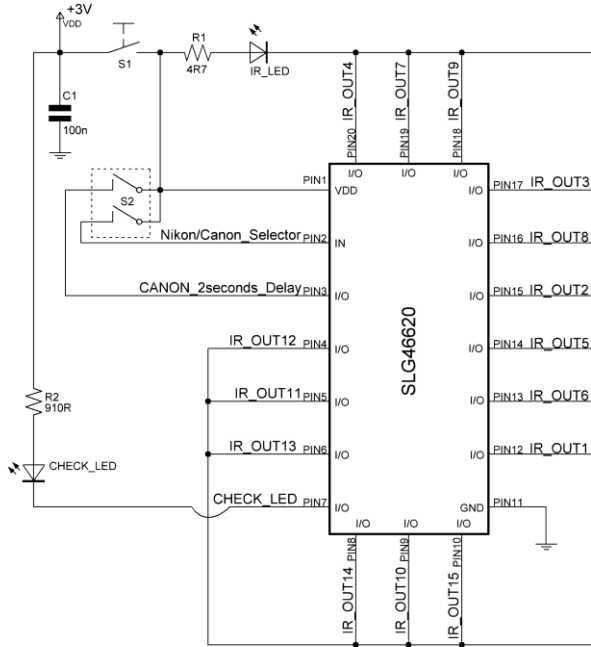 +3V
VDD
S1
R1
4R7
IR_LED
C1
100n
S2
IR_OUT4
IR_OUT7
IR_OUT9
PIN20
PIN19
PIN18
I/O
I/O
I/O
PIN1
VDD
I/O
PIN17
IR_OUT3
Nikon/Canon_Selector
PIN2
IN
I/O
PIN16
IR_OUT8
CANON_2seconds_Delay
PIN3
I/O
I/O
PIN15
IR_OUT2
SLG46620
IR_OUT12
PIN4
I/O
I/O
PIN14
IR_OUT5
IR_OUT11
PIN5
I/O
I/O
PIN13
IR_OUT6
R2
910R
IR_OUT13
PIN6
I/O
I/O
PIN12
IR_OUT1
CHECK_LED
CHECK_LED
PIN7
I/O
GND
PIN11
I/O
I/O
I/O
PIN8
PIN9
PIN10
IR_OUT14
IR_OUT10
IR_OUT15